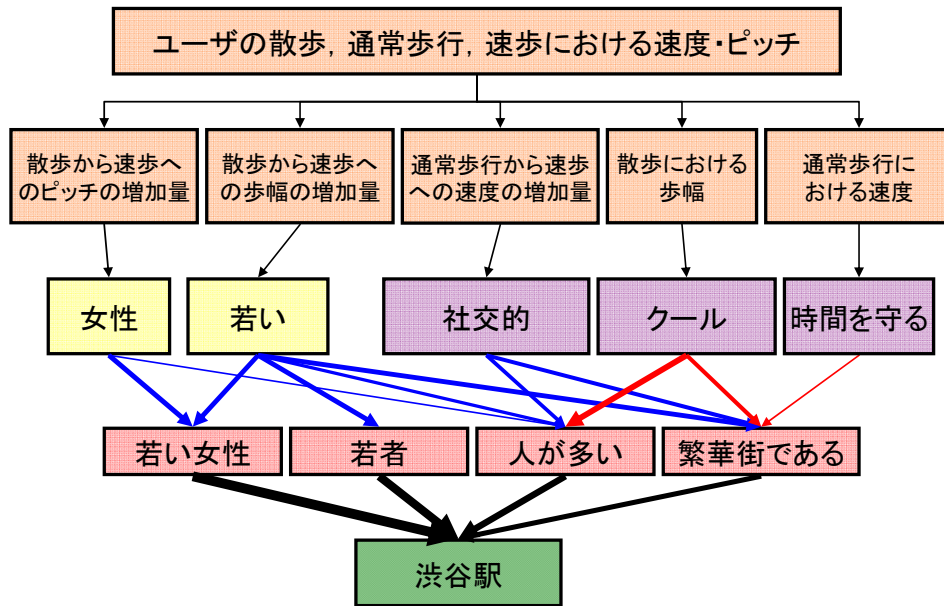 ユーザの散歩，通常歩行，速歩における速度・ピッチ
散歩から速歩へ
のピッチの増加量
散歩から速歩へ
の歩幅の増加量
通常歩行から速歩
への速度の増加量
散歩における
歩幅
通常歩行に
おける速度
女性
若い
社交的
クール
時間を守る
若い女性
若者
人が多い
繁華街である
渋谷駅